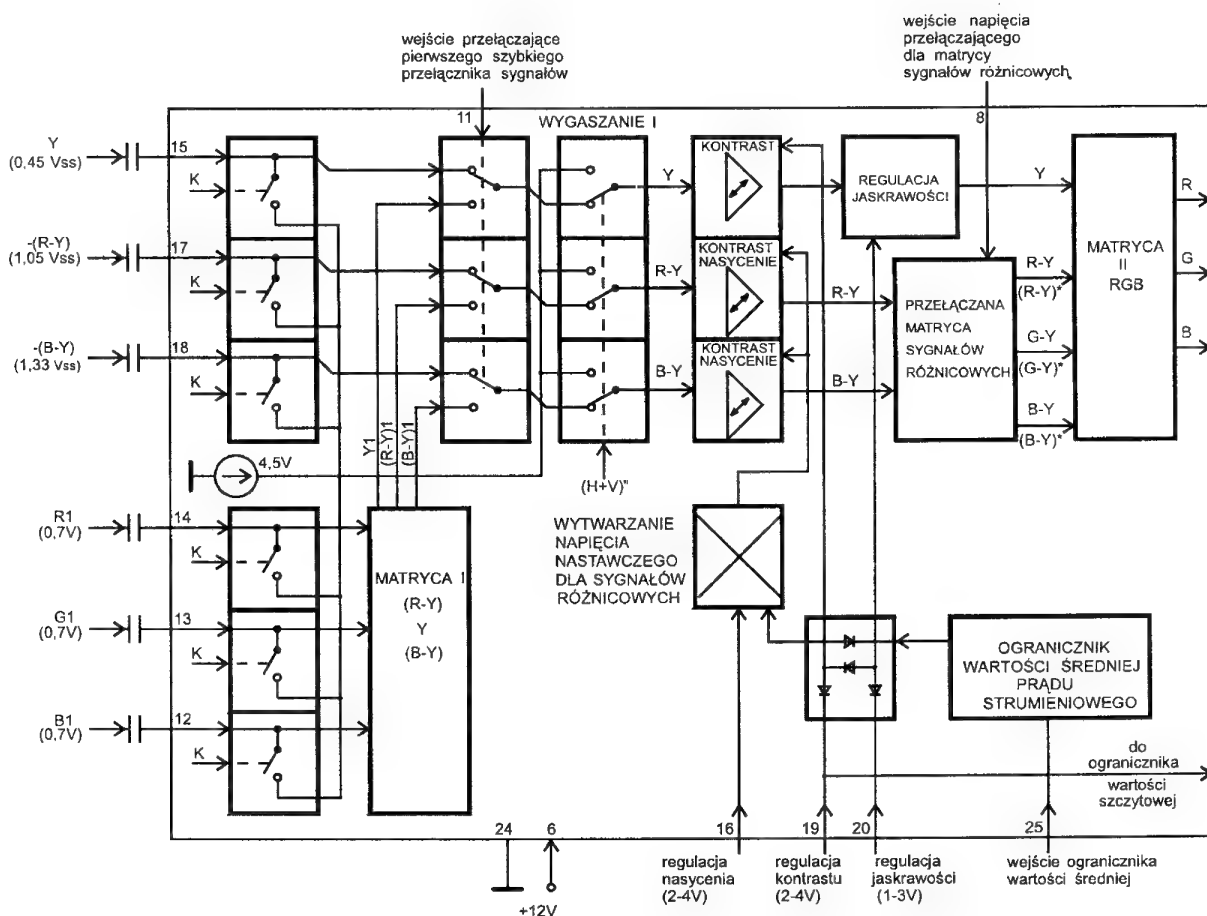 wejście przełączające
pierwszego szybkiego
przełącznika sygnałów
wejście napięcia
przełączającego
dla matrycy
sygnałów różnicowych
11
WYGASZANIE I
8
Y
(0,45 Vss)
15
K
KONTRAST
Y
REGULACJA
JASKRAWOŚCI
Y
R
-(R-Y)
(1,05 Vss)
17
K
KONTRAST
NASYCENIE
R-Y
R-Y
PRZEŁĄCZANA
MATRYCA
SYGNAŁÓW
RÓŻNICOWYCH
R-Y
(R-Y)*
G-Y
(G-Y)*
B-Y
(B-Y)*
MATRYCA
II
RGB
G
B
-(B-Y)
(1,33 Vss)
18
K
KONTRAST
NASYCENIE
B-Y
B-Y
4,5V
Y1
(R-Y)1
(B-Y)1
(H+V)"
R1
(0,7V)
14
K
G1
(0,7V)
13
K
B1
(0,7V)
12
K
MATRYCA I
(R-Y)
Y
(B-Y)
WYTWARZANIE
NAPIĘCIA
NASTAWCZEGO
DLA SYGNAŁÓW
RÓŻNICOWYCH
OGRANICZNIK
WARTOŚCI ŚREDNIEJ
PRĄDU
STRUMIENIOWEGO
do
ogranicznika
wartości
szczytowej
24
6
+12V
16
19
20
25
regulacja
nasycenia
(2-4V)
regulacja
kontrastu
(2-4V)
regulacja
jaskrawości
(1-3V)
wejście ogranicznika
wartości średniej